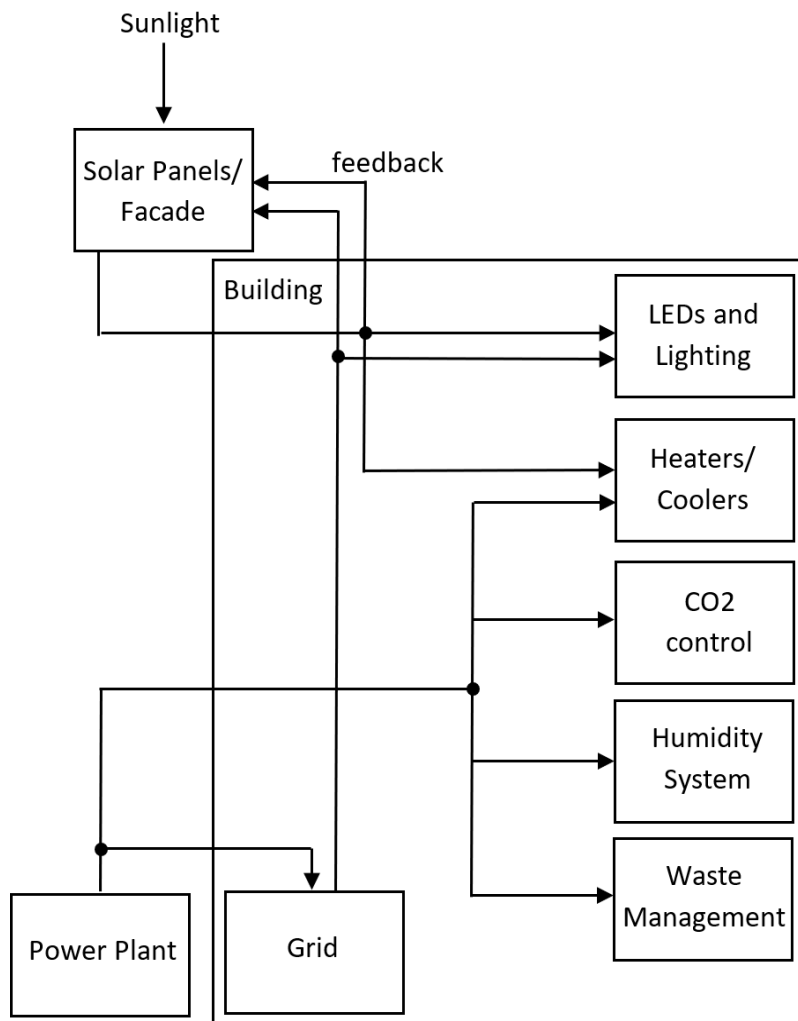 Sunlight
Solar Panels/
Facade
feedback
Building
LEDs and
Lighting
Heaters/
Coolers
CO2
control
Humidity
System
Waste
Management
Power Plant
Grid